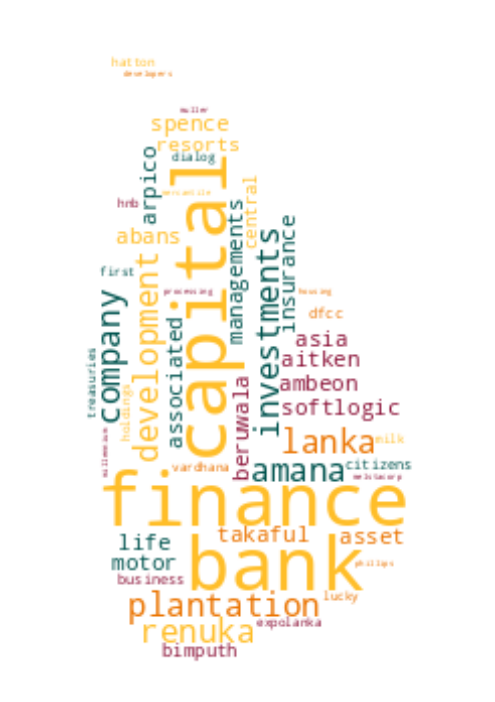 hatton
developers
muller
spence
resorts
arpico
dialog
mercantile
hnb
capital
central
managements
abans
insurance
investments
first
development
company
processing
housing
dfcc
associated
asia
aitken
treasuries
holdings
beruwala
ambeon
softlogic
lanka
milk
millennium
vardhana
amana
citizens
melstacorp
finance
takaful
asset
life
bank
motor
phillips
business
plantation
lucky
renuka
expolanka
bimputh